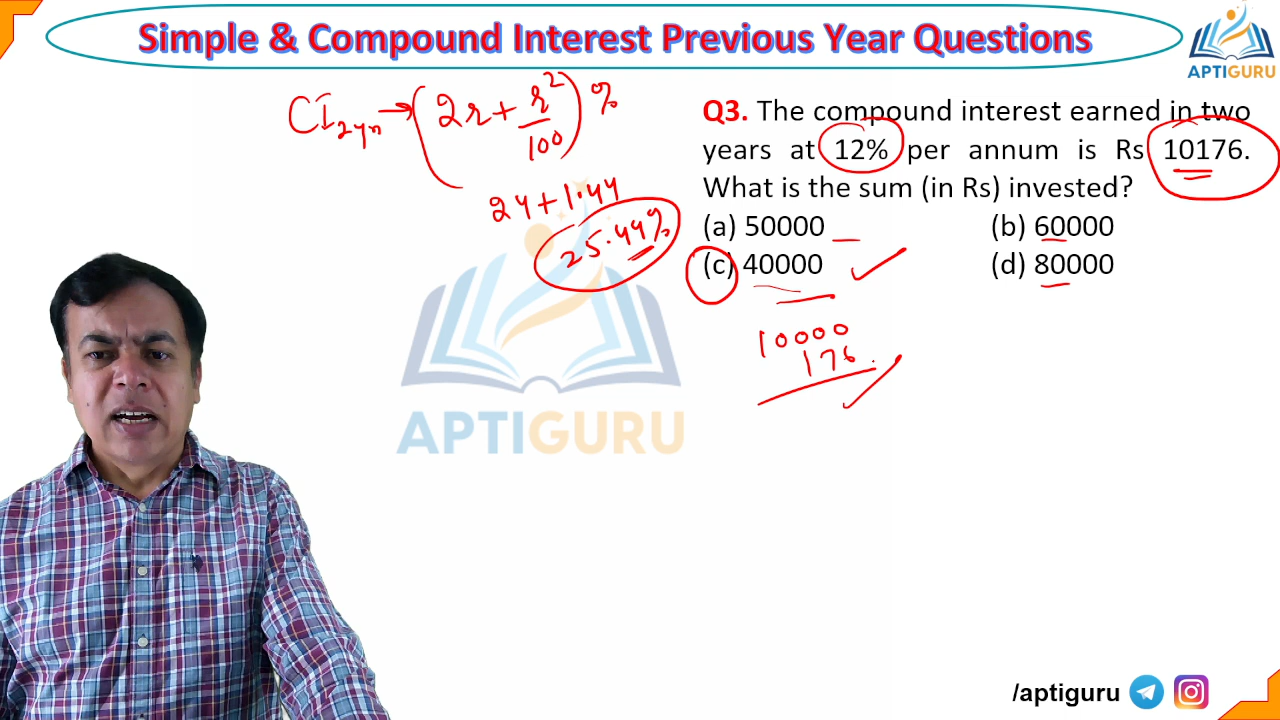 Simple & Compound Interest Previous Year Questions
APTIGURU
CI2yr → (2r + r²/100) %
24 + 1.44
25.44%
Q3. The compound interest earned in two
years at 12% per annum is Rs 10176.
What is the sum (in Rs) invested?
(a) 50000 (b) 60000
(c) 40000 (d) 80000
10000
176
APTIGURU
/aptiguru